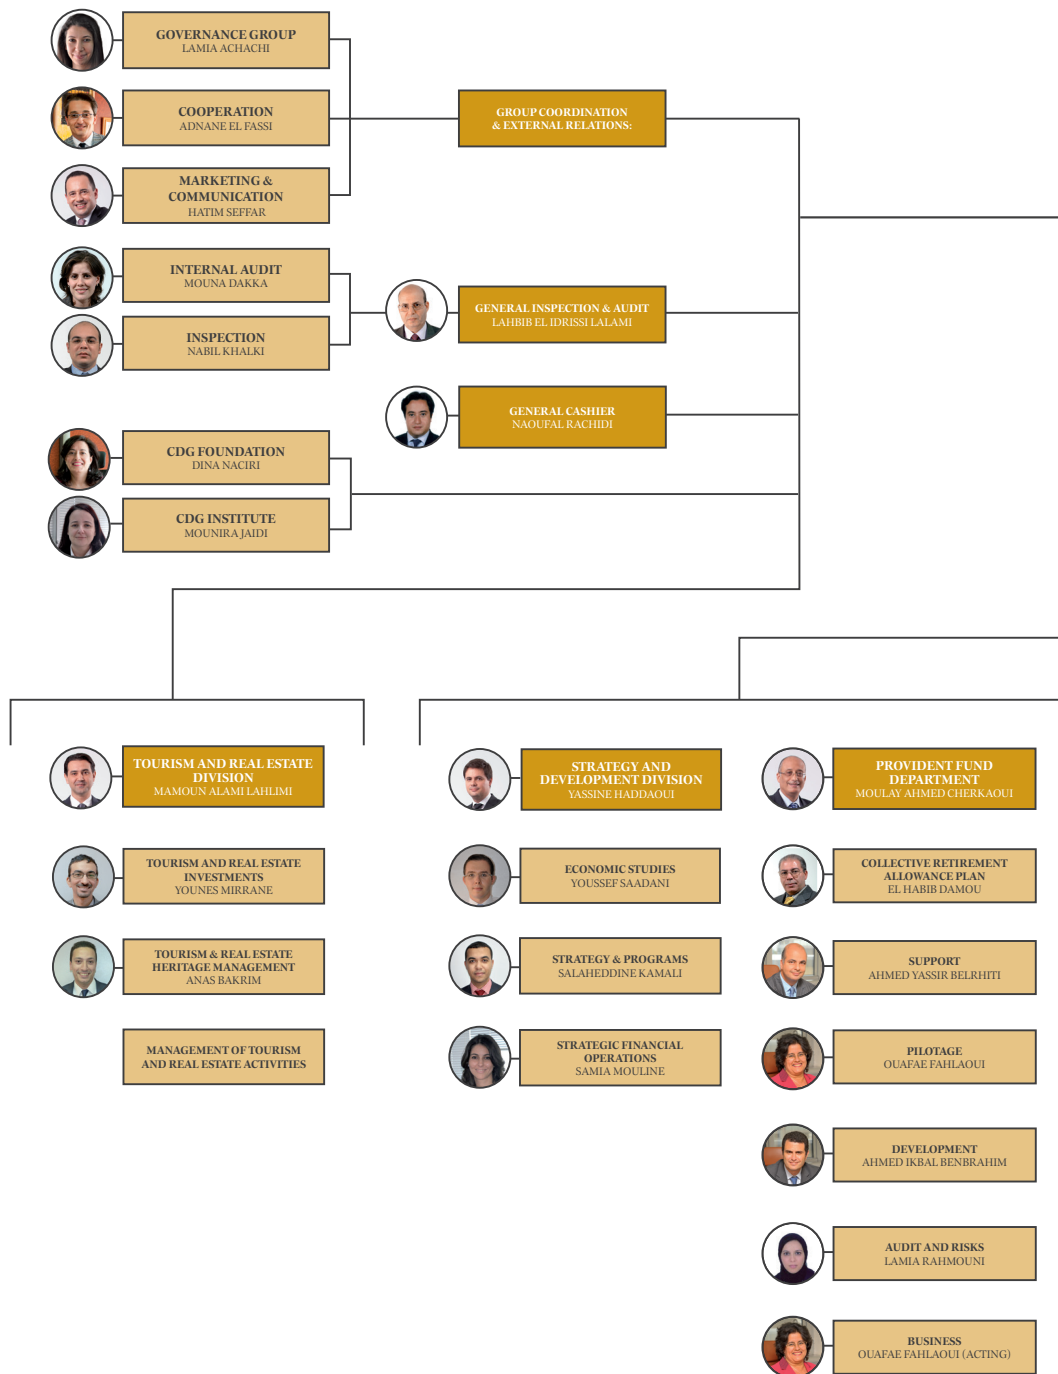 GOVERNANCE GROUP
LAMIA ACHACHI
COOPERATION
ADNANE EL FASSI
MARKETING &
COMMUNICATION
HATIM SEFFAR
GROUP COORDINATION
& EXTERNAL RELATIONS:
INTERNAL AUDIT
MOUNA DAKKA
INSPECTION
NABIL KHALKI
GENERAL INSPECTION & AUDIT
LAHBIB EL IDRISSI LALAMI
GENERAL CASHIER
NAOUFAL RACHIDI
CDG FOUNDATION
DINA NACIRI
CDG INSTITUTE
MOUNIRA JAIDI
TOURISM AND REAL ESTATE
DIVISION
MAMOUN ALAMI LAHLIMI
TOURISM AND REAL ESTATE
INVESTMENTS
YOUNES MIRRANE
TOURISM & REAL ESTATE
HERITAGE MANAGEMENT
ANAS BAKRIM
MANAGEMENT OF TOURISM
AND REAL ESTATE ACTIVITIES
STRATEGY AND
DEVELOPMENT DIVISION
YASSINE HADDAOUI
ECONOMIC STUDIES
YOUSSEF SAADANI
STRATEGY & PROGRAMS
SALAHEDDINE KAMALI
STRATEGIC FINANCIAL
OPERATIONS
SAMIA MOULINE
PROVIDENT FUND
DEPARTMENT
MOULAY AHMED CHERKAOUI
COLLECTIVE RETIREMENT
ALLOWANCE PLAN
EL HABIB DAMOU
SUPPORT
AHMED YASSIR BELRHITI
PILOTAGE
OUAFAE FAHLAOUI
DEVELOPMENT
AHMED IKBAL BENBRAHIM
AUDIT AND RISKS
LAMIA RAHMOUNI
BUSINESS
OUAFAE FAHLAOUI (ACTING)